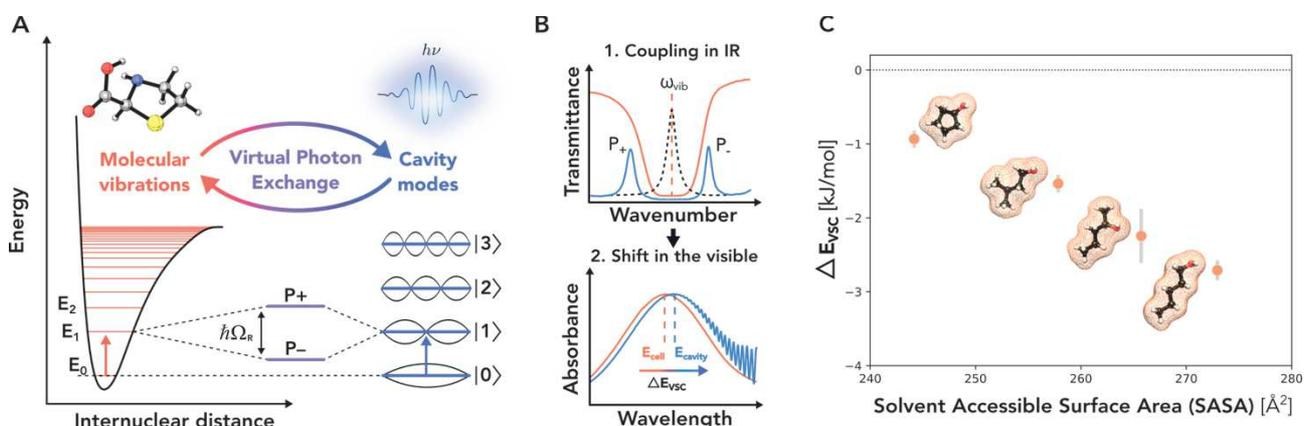 A
hν
Molecular
vibrations
Virtual Photon
Exchange
Cavity
modes
Energy
|3⟩
|2⟩
|1⟩
|0⟩
E₂
E₁
E₀
P+
ℏΩR
P−
Internuclear distance
B
1. Coupling in IR
Transmittance
ωvib
P+
P-
Wavenumber
2. Shift in the visible
Absorbance
Ecell
Ecavity
ΔEVSC
Wavelength
C
ΔEVSC [kJ/mol]
0
−1
−2
−3
−4
240
250
260
270
280
Solvent Accessible Surface Area (SASA) [Å²]